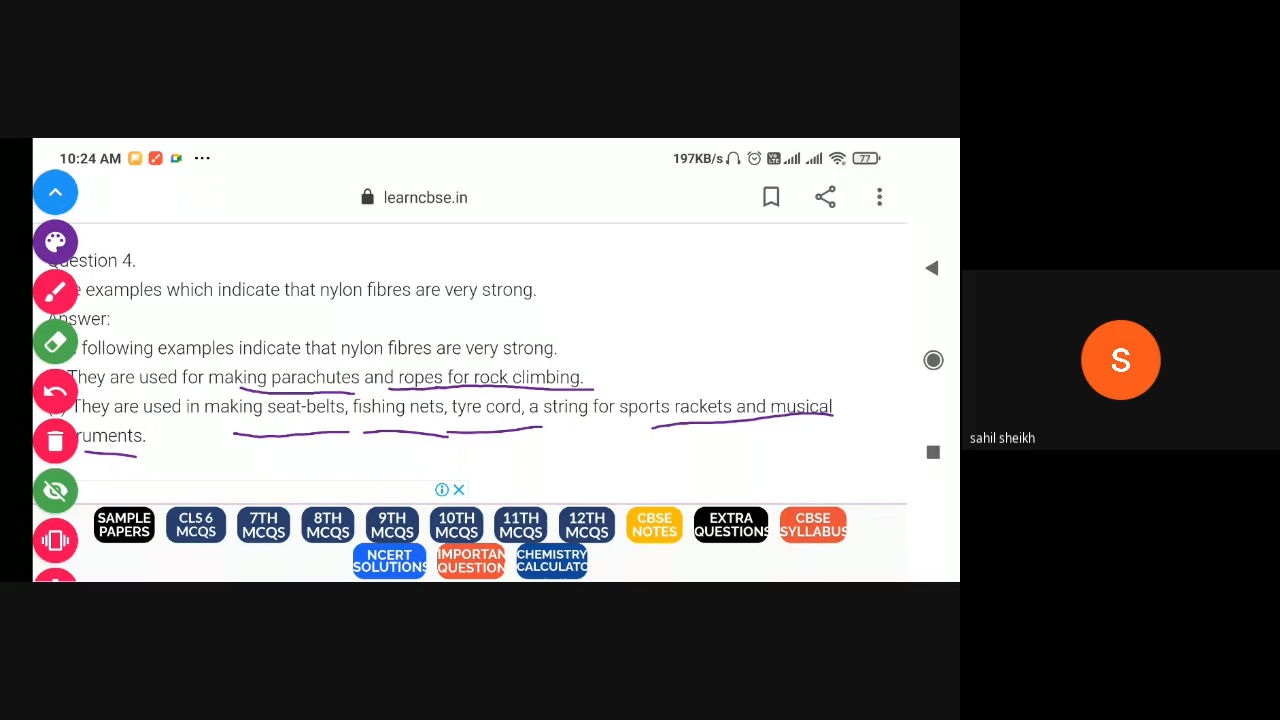 10:24 AM ... 197KB/s 77
learncbse.in
uestion 4.
examples which indicate that nylon fibres are very strong.
Answer:
following examples indicate that nylon fibres are very strong.
They are used for making parachutes and ropes for rock climbing.
They are used in making seat-belts, fishing nets, tyre cord, a string for sports rackets and musical
ruments.
SAMPLE PAPERS CLS 6 MCQS 7TH MCQS 8TH MCQS 9TH MCQS 10TH MCQS 11TH MCQS 12TH MCQS CBSE NOTES EXTRA QUESTIONS CBSE SYLLABUS
NCERT SOLUTIONS IMPORTAN QUESTION CHEMISTRY CALCULATO
S
sahil sheikh